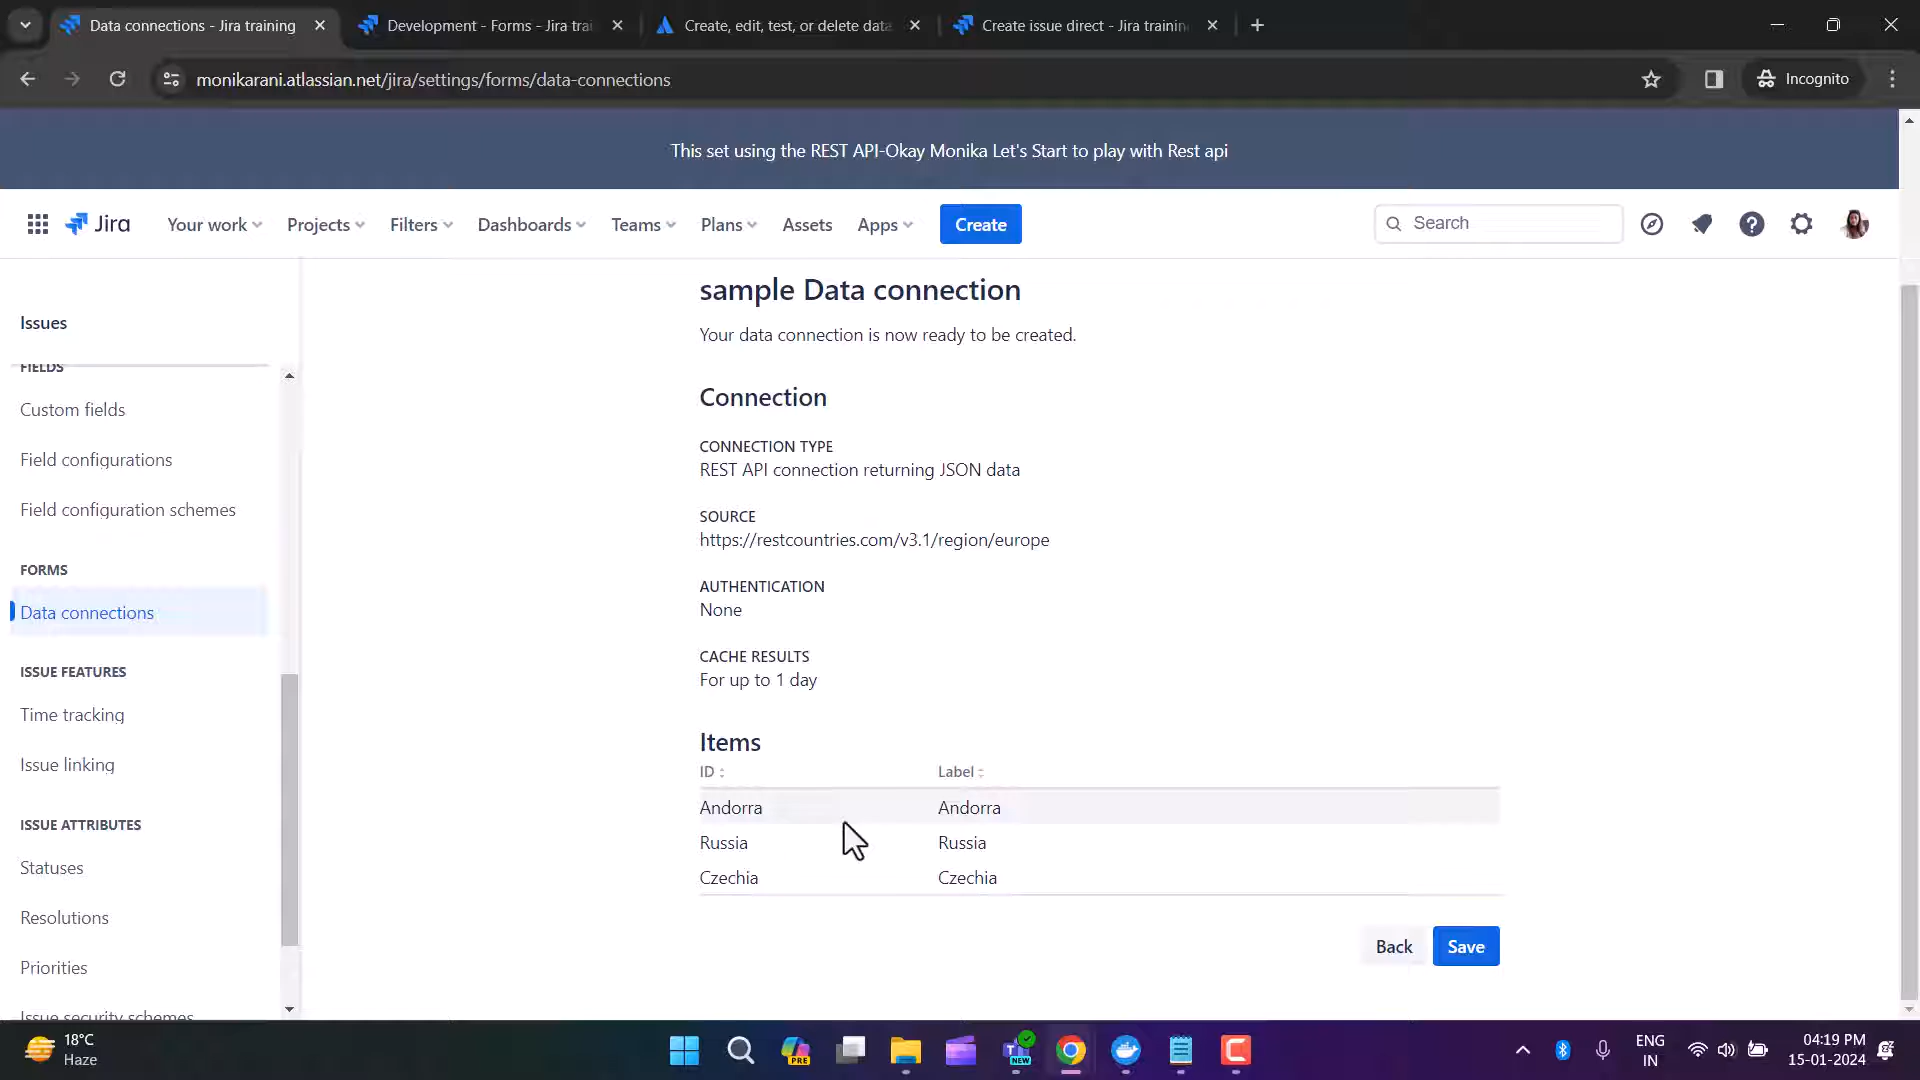 Data connections - Jira training
Development - Forms - Jira trai
Create, edit, test, or delete data
Create issue direct - Jira trainin
monikarani.atlassian.net/jira/settings/forms/data-connections
Incognito
This set using the REST API-Okay Monika Let's Start to play with Rest api
Jira
Your work
Projects
Filters
Dashboards
Teams
Plans
Assets
Apps
Create
Search
Issues
FIELDS
Custom fields
Field configurations
Field configuration schemes
FORMS
Data connections
ISSUE FEATURES
Time tracking
Issue linking
ISSUE ATTRIBUTES
Statuses
Resolutions
Priorities
Issue security schemes
sample Data connection
Your data connection is now ready to be created.
Connection
CONNECTION TYPE
REST API connection returning JSON data
SOURCE
https://restcountries.com/v3.1/region/europe
AUTHENTICATION
None
CACHE RESULTS
For up to 1 day
Items
ID Label
Andorra Andorra
Russia Russia
Czechia Czechia
Back Save
18°C
Haze
PRE
NEW
ENG
IN
04:19 PM
15-01-2024